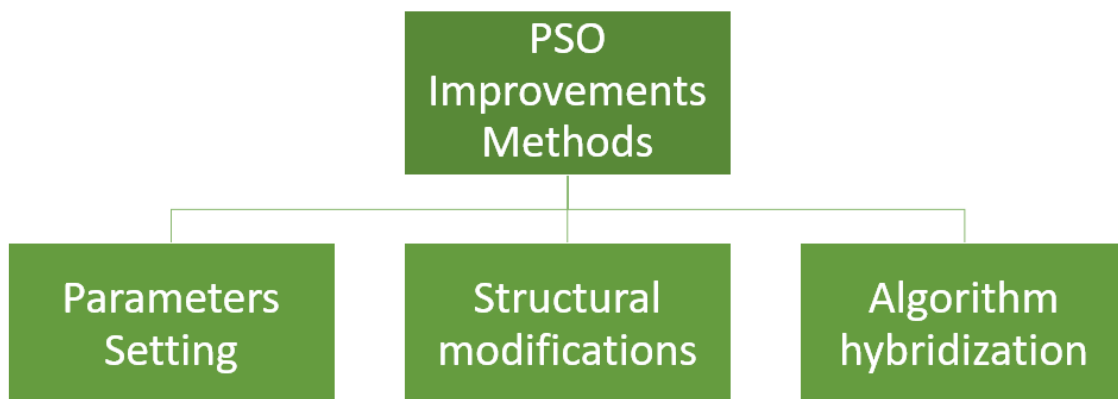 PSO
Improvements
Methods
Parameters
Setting
Structural
modifications
Algorithm
hybridization